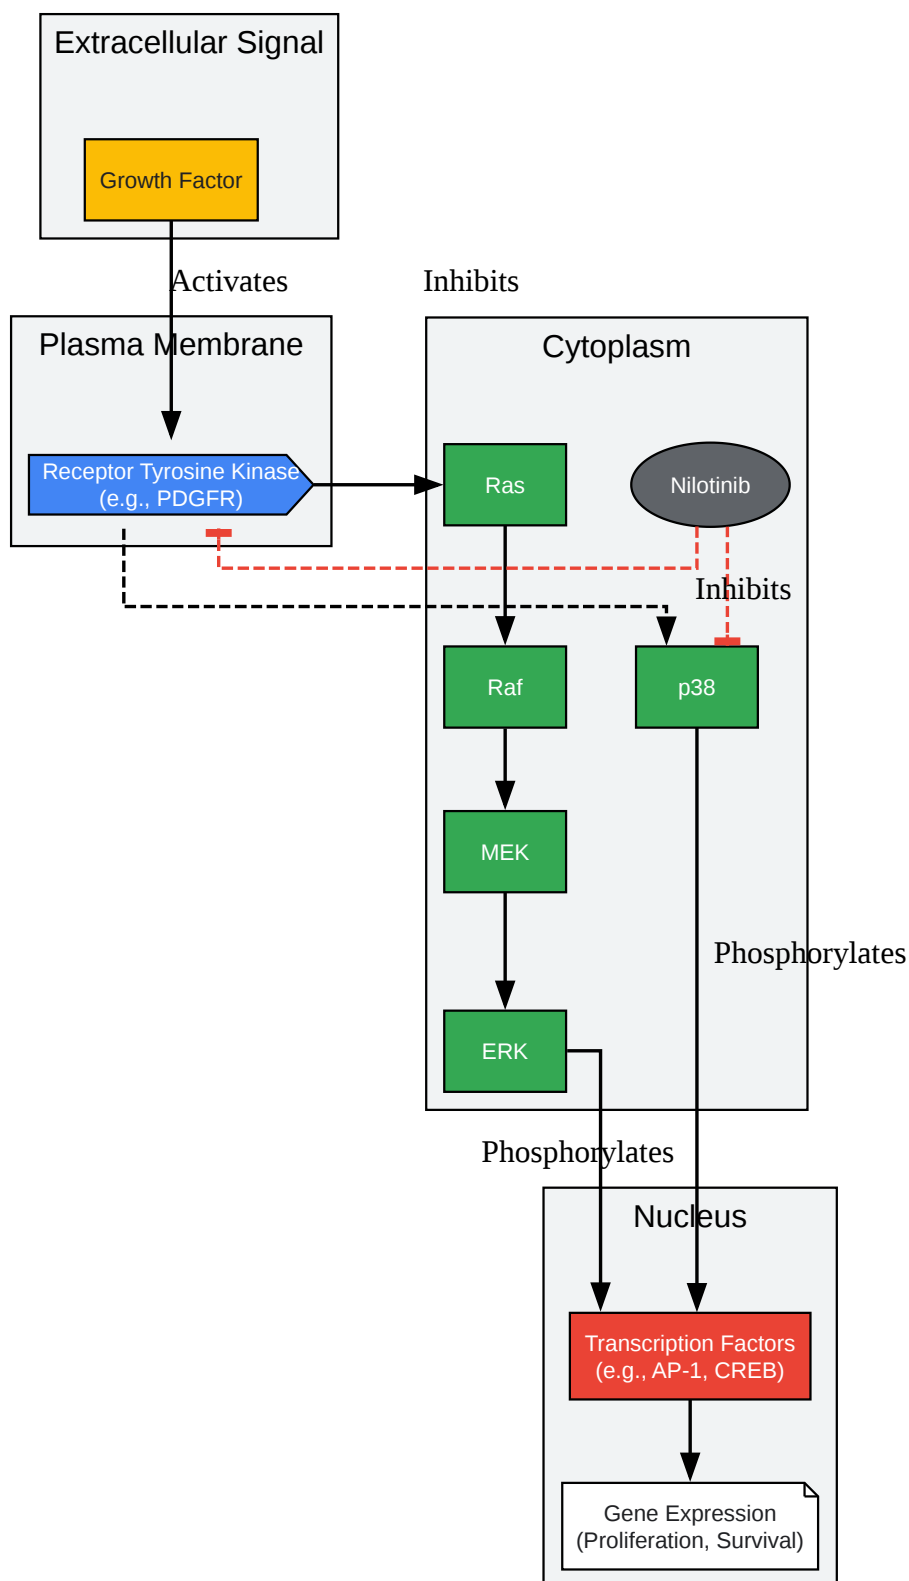 Extracellular Signal
Growth Factor
Activates
Inhibits
Plasma Membrane
Cytoplasm
Receptor Tyrosine Kinase
(e.g., PDGFR)
Ras
Nilotinib
Inhibits
Raf
p38
MEK
Phosphorylates
ERK
Phosphorylates
Nucleus
Transcription Factors
(e.g., AP-1, CREB)
Gene Expression
(Proliferation, Survival)